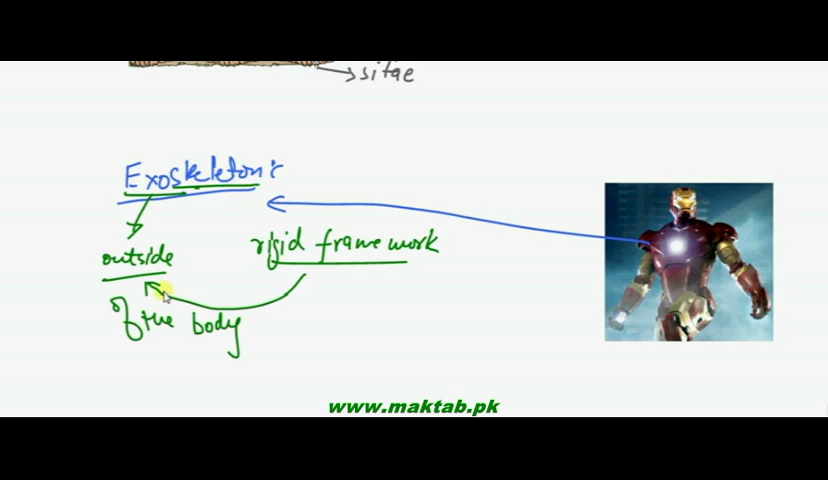 sitae
Exoskeleton:
outside
rigid framework
of the body
www.maktab.pk